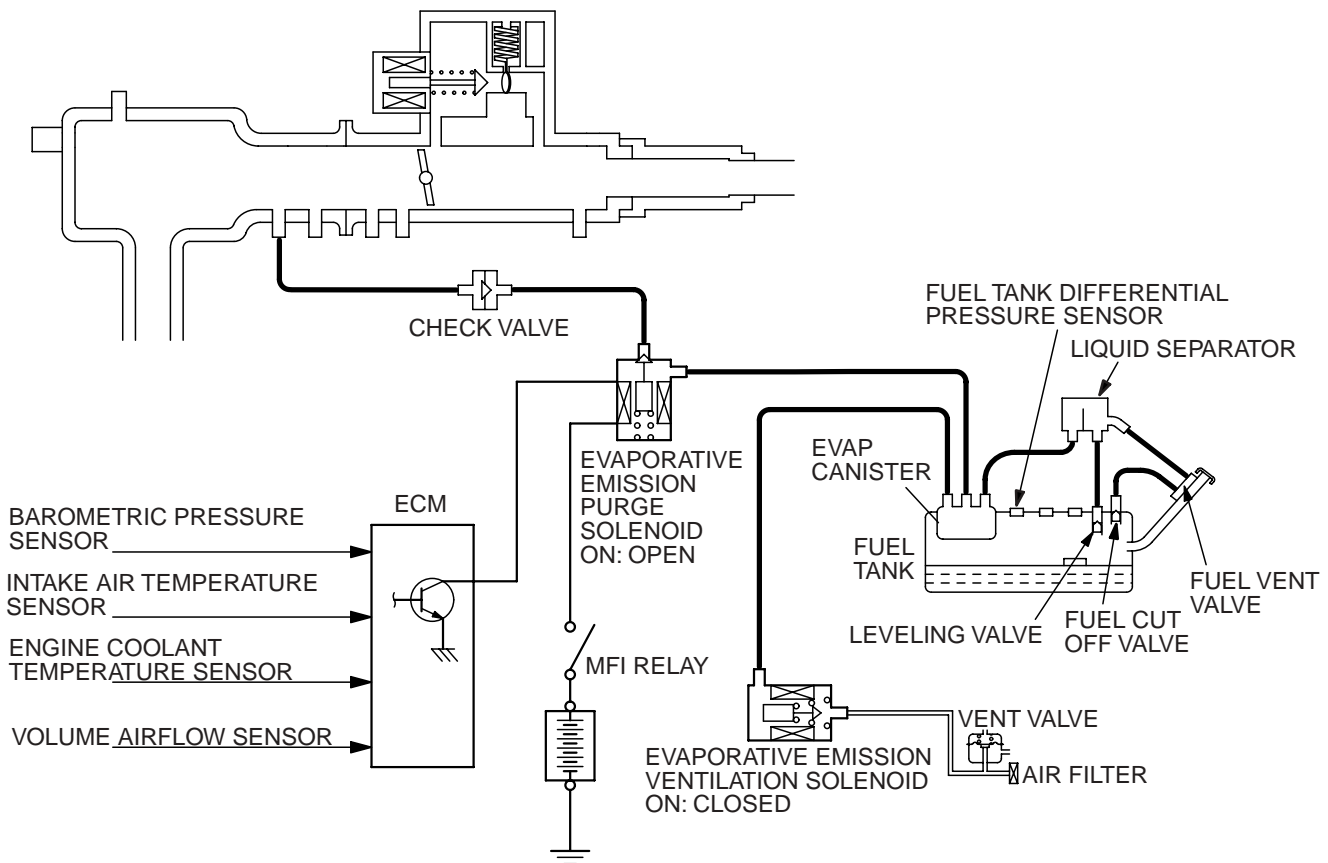 FUEL TANK DIFFERENTIAL
PRESSURE SENSOR
LIQUID SEPARATOR
CHECK VALVE
EVAP
CANISTER
EVAPORATIVE
EMISSION
PURGE
SOLENOID
ON: OPEN
ECM
BAROMETRIC PRESSURE
SENSOR
INTAKE AIR TEMPERATURE
SENSOR
ENGINE COOLANT
TEMPERATURE SENSOR
VOLUME AIRFLOW SENSOR
FUEL
TANK
FUEL VENT
VALVE
LEVELING VALVE
FUEL CUT
OFF VALVE
MFI RELAY
VENT VALVE
AIR FILTER
EVAPORATIVE EMISSION
VENTILATION SOLENOID
ON: CLOSED